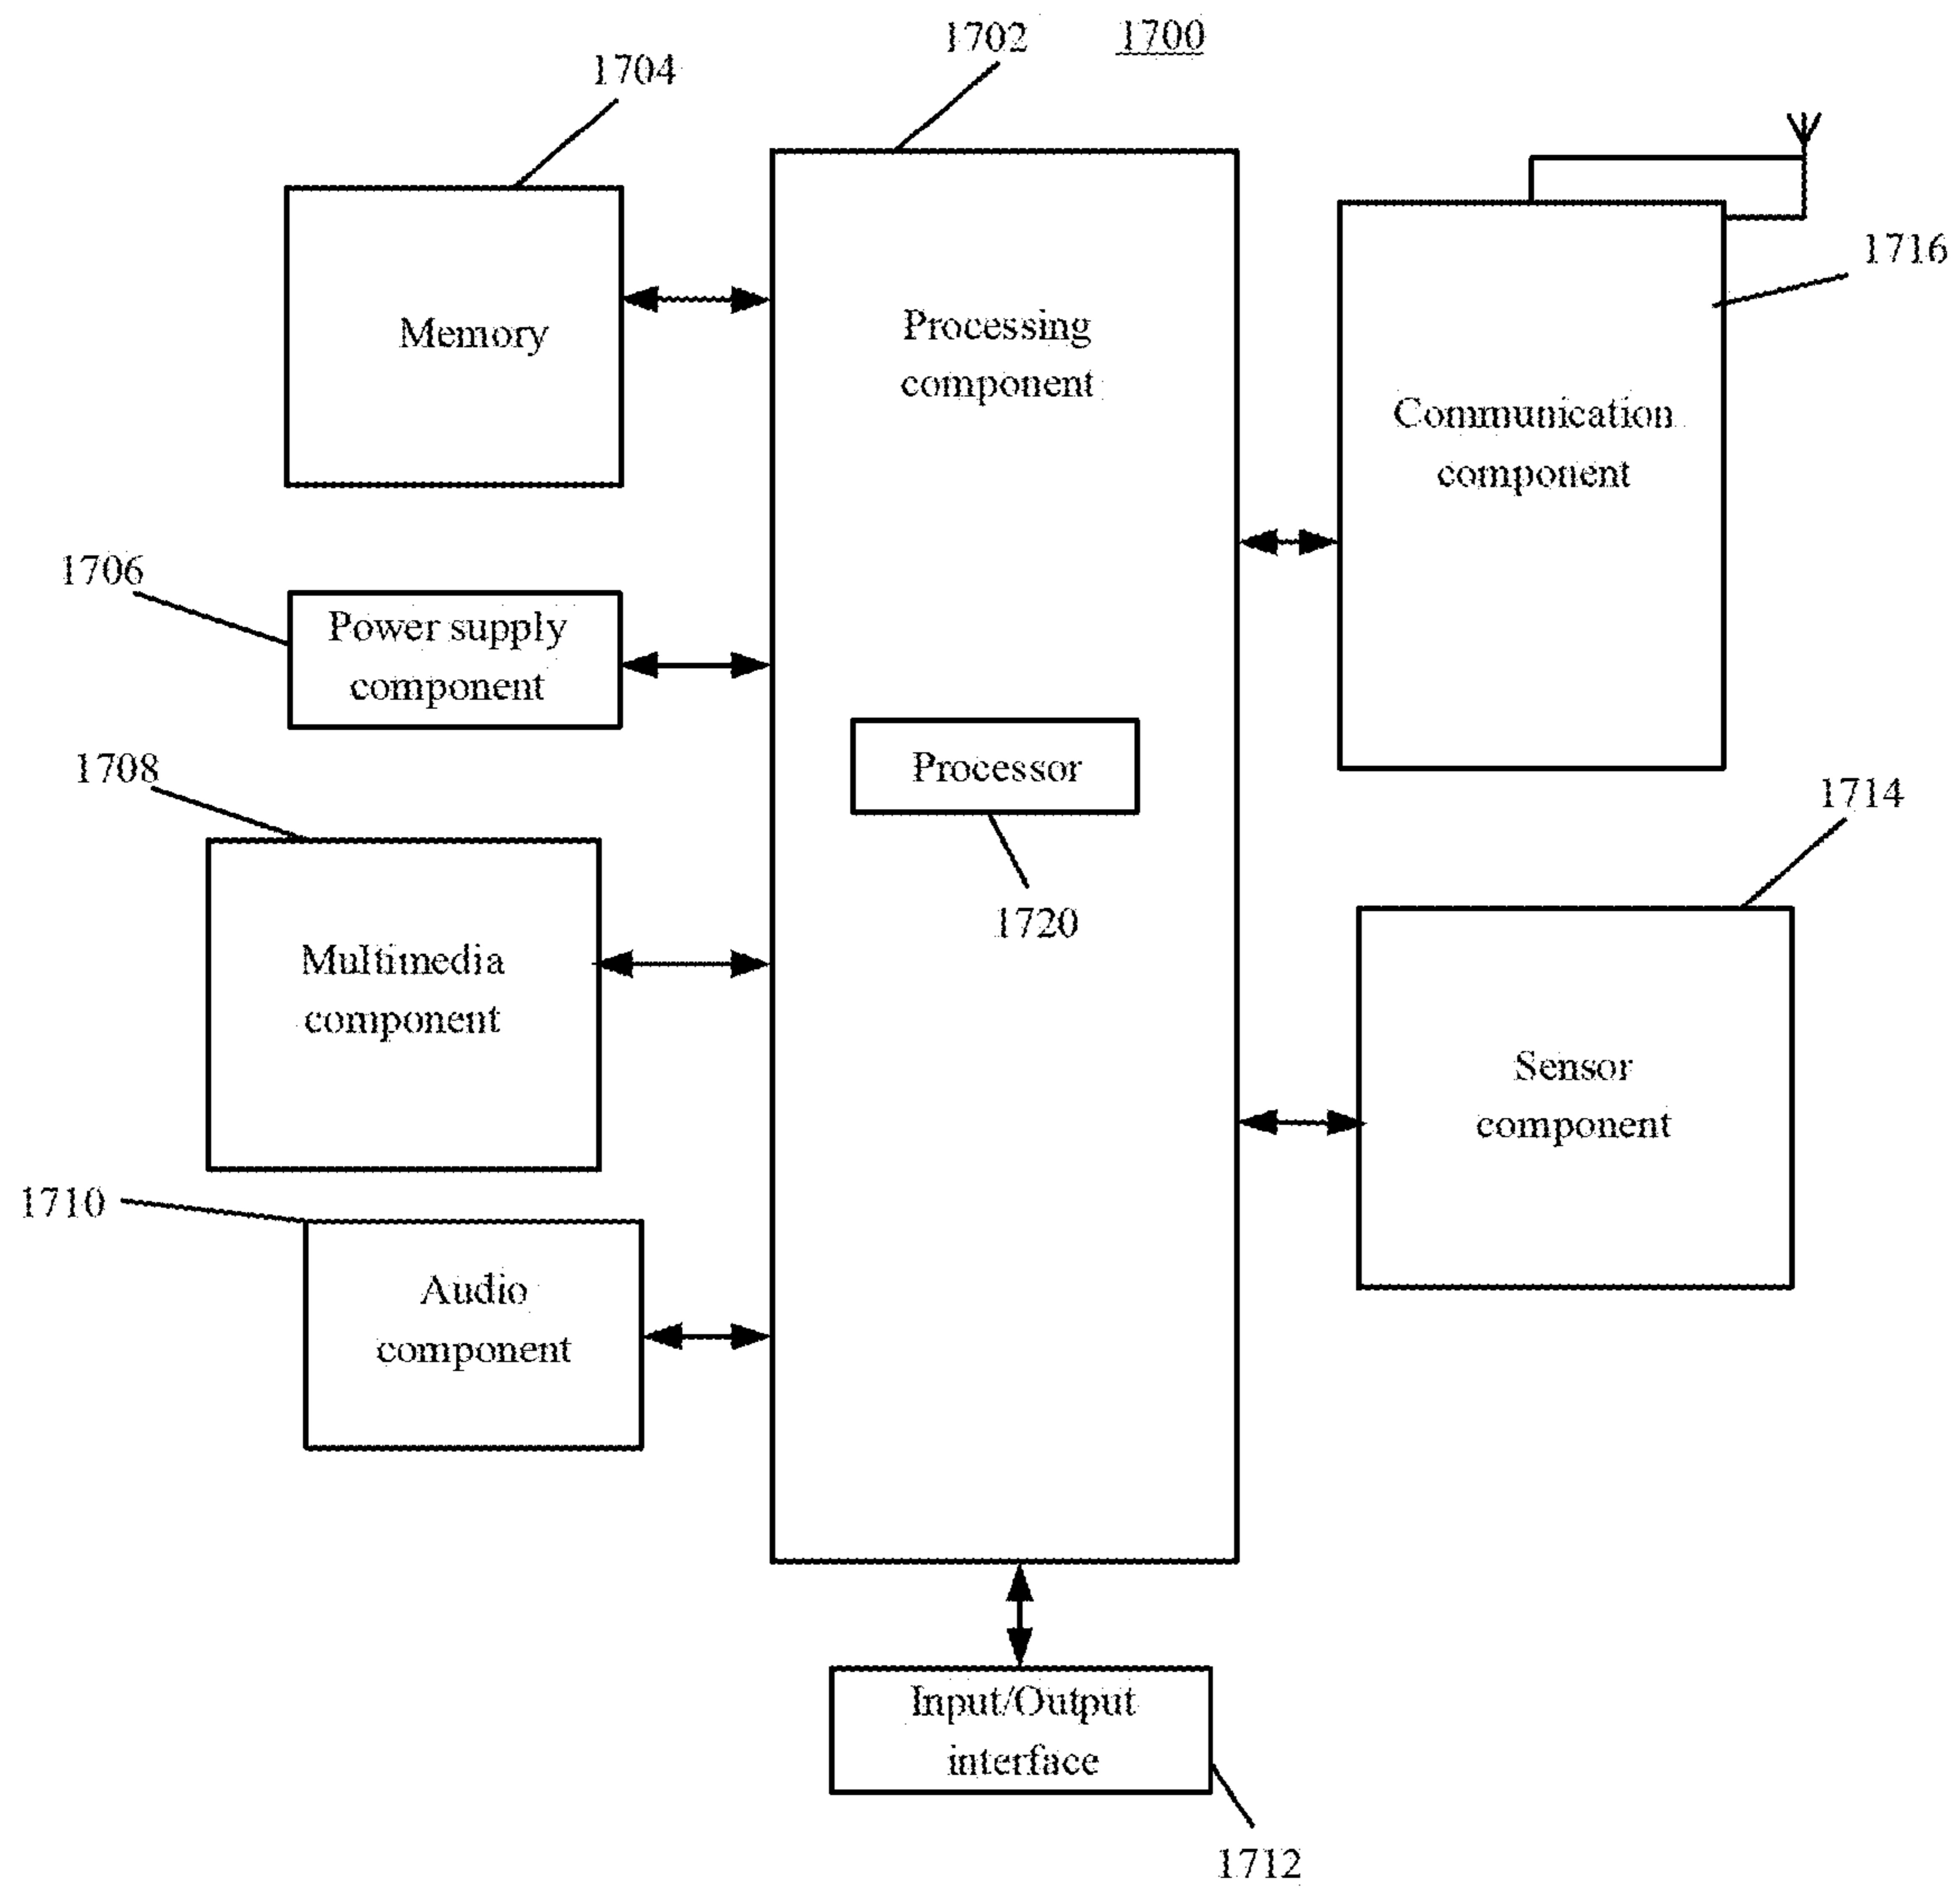 1702
1700
1704
1716
Memory
Processing
component
Communication
component
1706
Power supply
component
1708
Processor
1714
1720
Multimedia
component
Sensor
component
1710
Audio
component
Input/Output
interface
1712